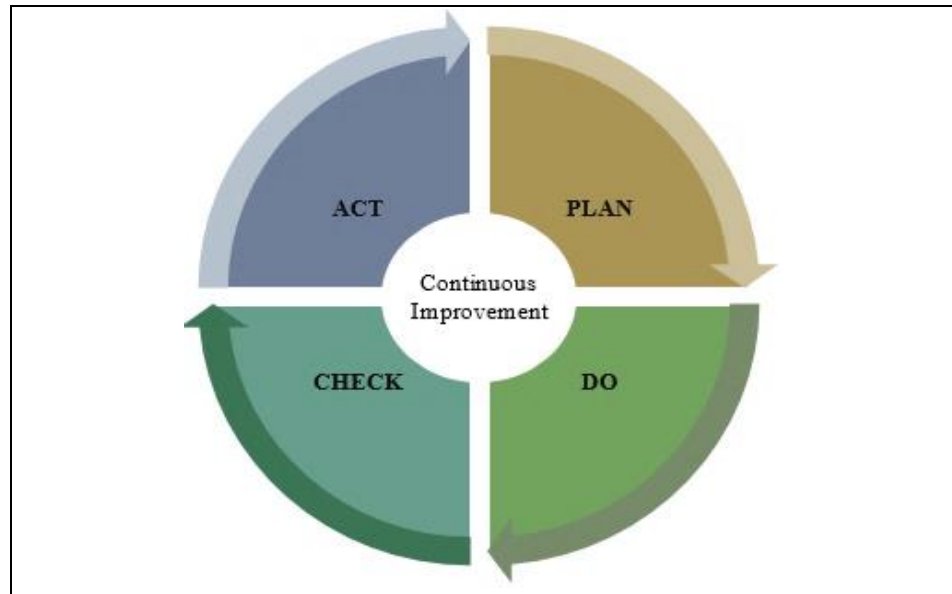 ACT
PLAN
Continuous
Improvement
CHECK
DO